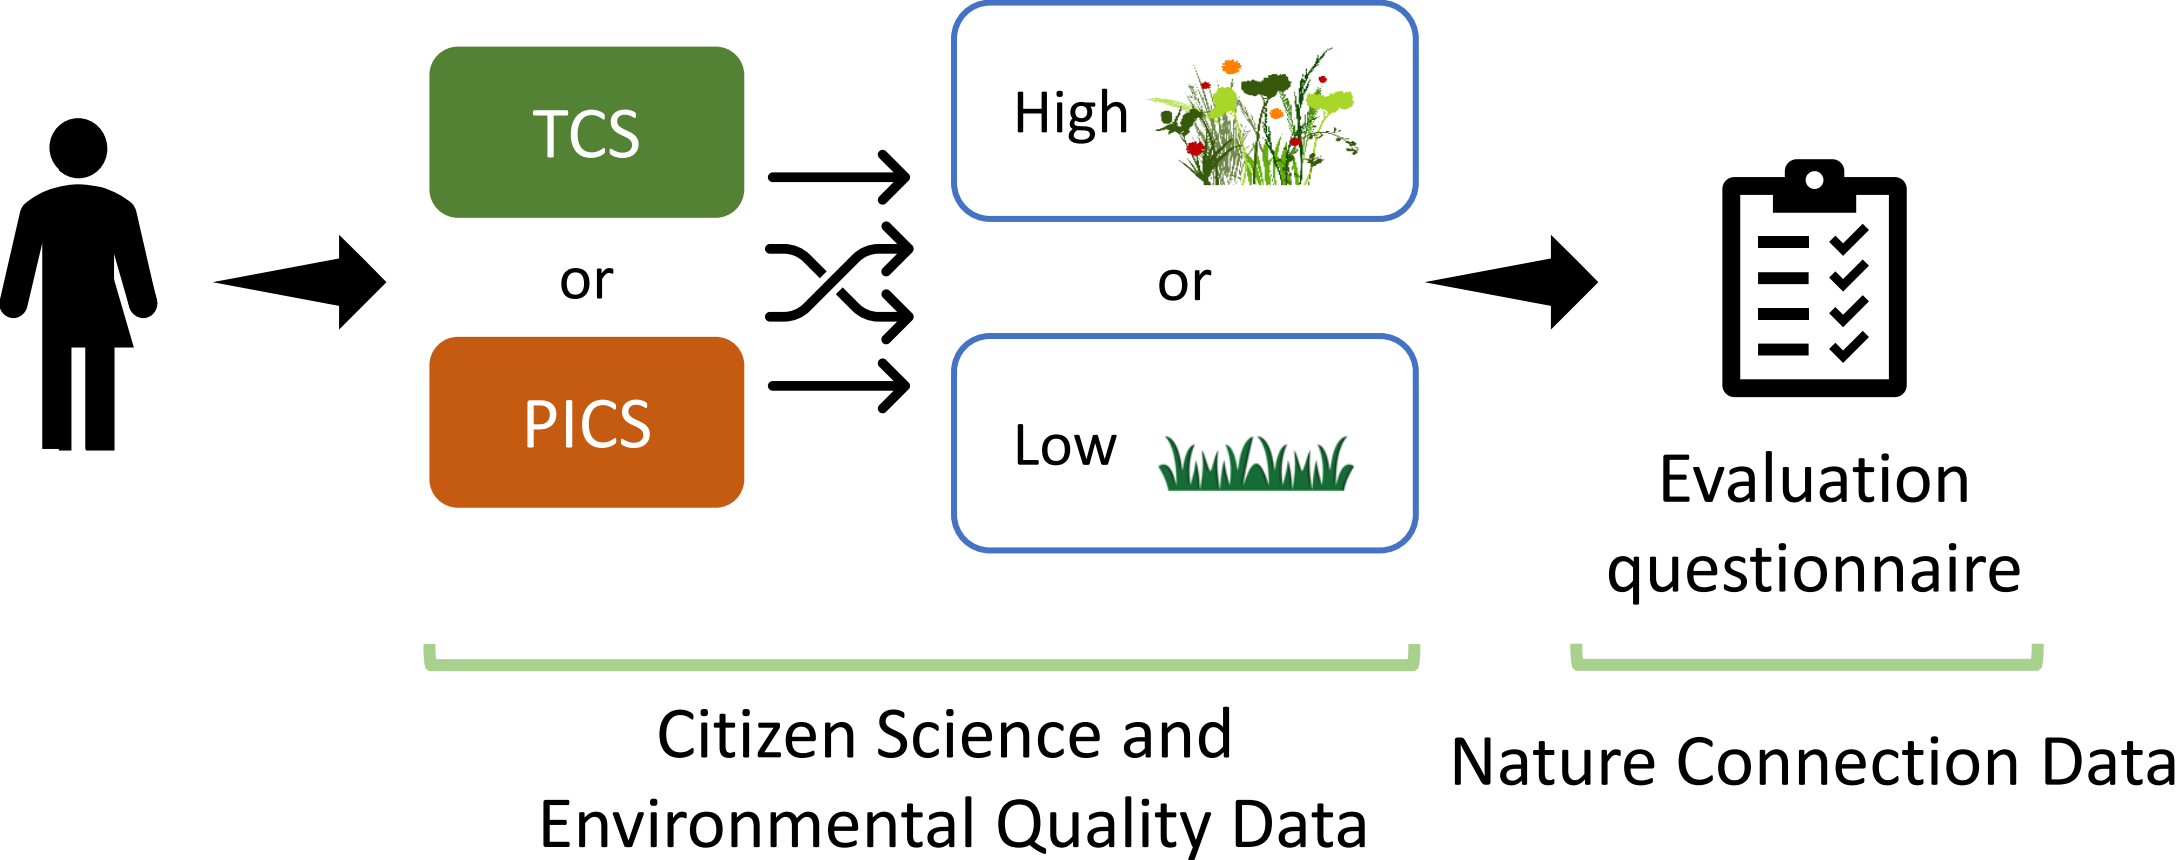 TCS
or
PICS
High
or
Low
Evaluation
questionnaire
Citizen Science and
Environmental Quality Data
Nature Connection Data